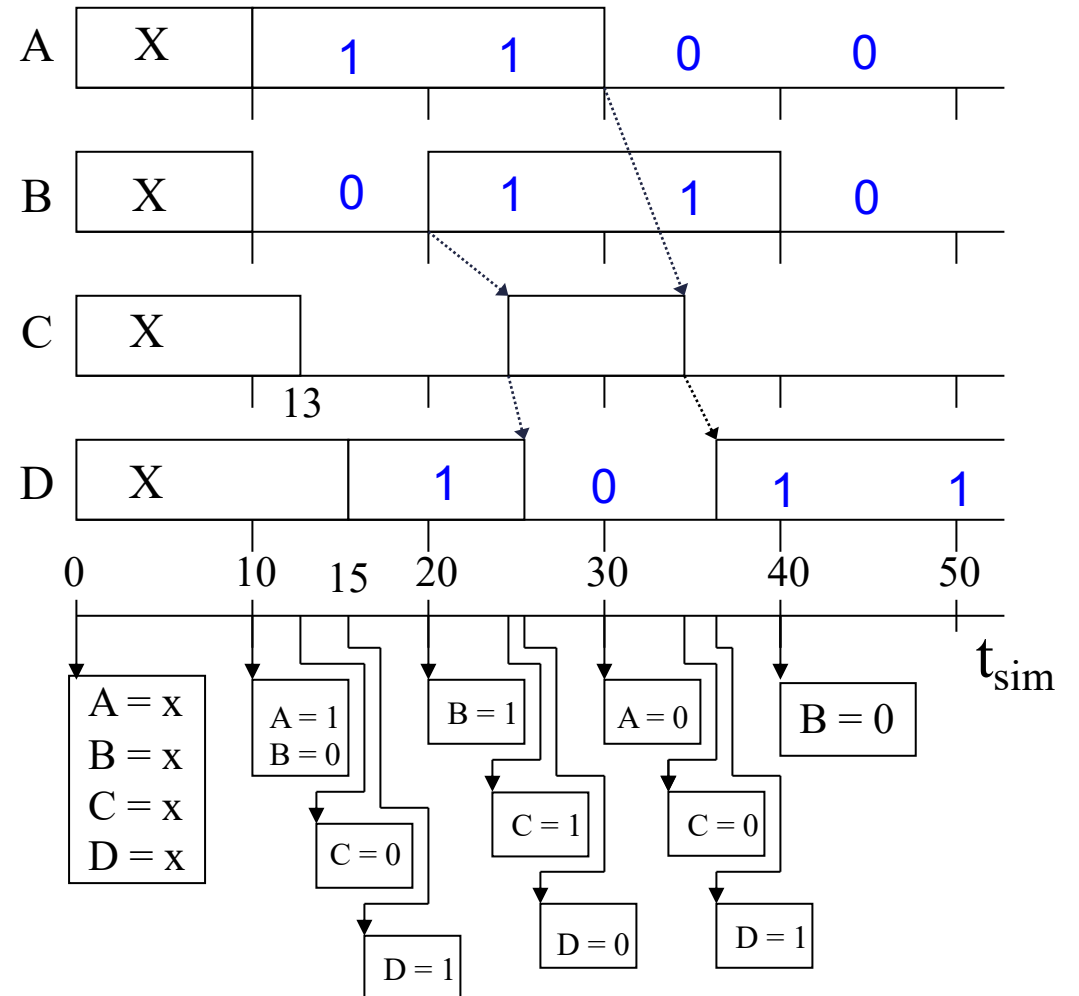 A X 1 1 0 0
B X 0 1 1 0
C X
13
D X 1 0 1 1
0 10 15 20 30 40 50
t_sim
A = x
B = x
C = x
D = x
A = 1
B = 0
B = 1
A = 0
B = 0
C = 0
C = 1
C = 0
D = 1
D = 0
D = 1